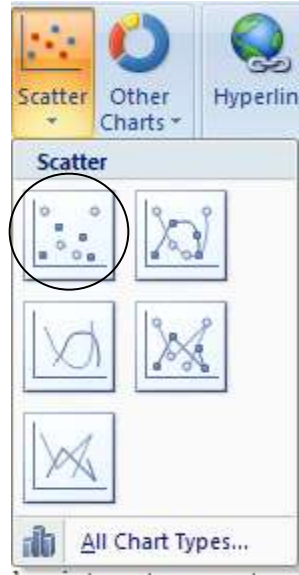 Scatter
Other
Charts
Hyperlin
Scatter
All Chart Types...